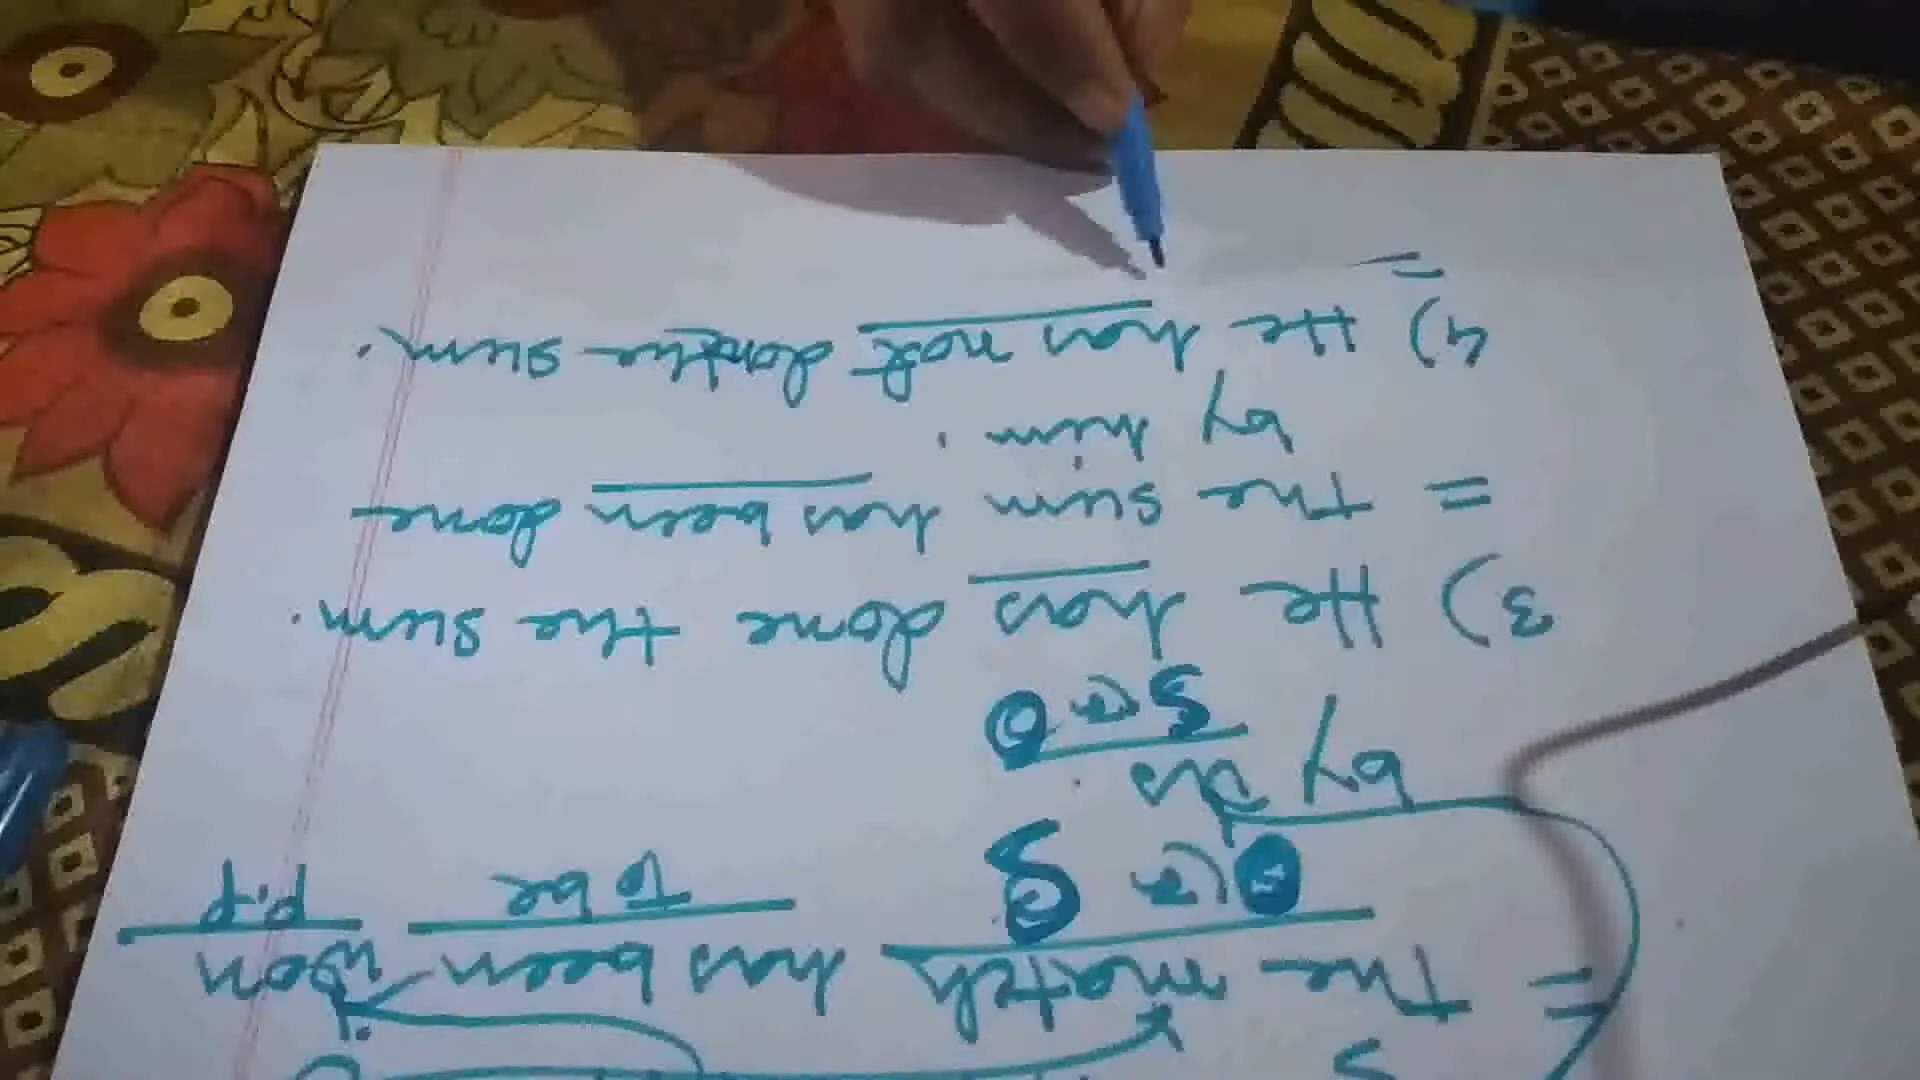 S
= The match has been won
O → S To be P.P
by us.
S → O
3) He has done the sum.
= The sum has been done
by him.
4) He has not done the sum.
=